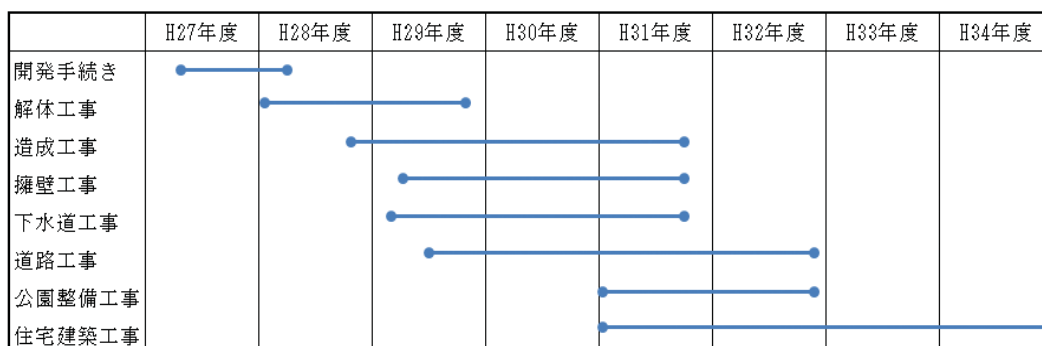 H27年度 H28年度 H29年度 H30年度 H31年度 H32年度 H33年度 H34年度
開発手続き
解体工事
造成工事
擁壁工事
下水道工事
道路工事
公園整備工事
住宅建築工事